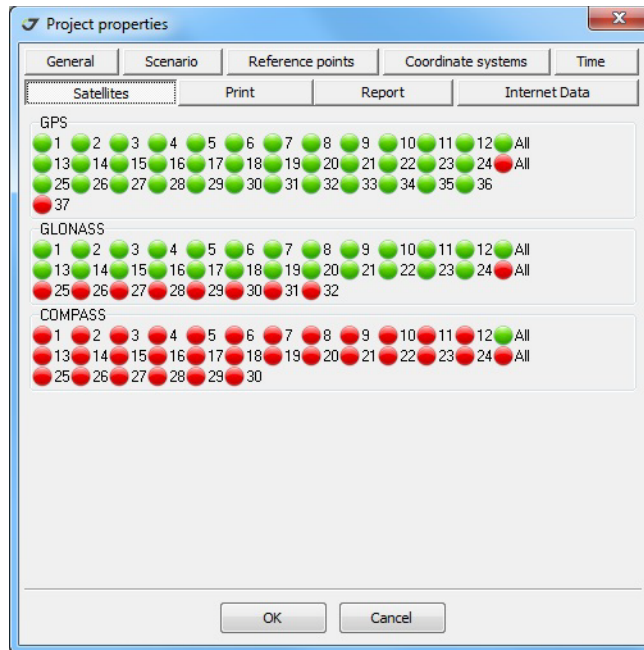 Project properties
General Scenario Reference points Coordinate systems Time
Satellites Print Report Internet Data
GPS
1 2 3 4 5 6 7 8 9 10 11 12 All
13 14 15 16 17 18 19 20 21 22 23 24 All
25 26 27 28 29 30 31 32 33 34 35 36
37
GLONASS
1 2 3 4 5 6 7 8 9 10 11 12 All
13 14 15 16 17 18 19 20 21 22 23 24 All
25 26 27 28 29 30 31 32
COMPASS
1 2 3 4 5 6 7 8 9 10 11 12 All
13 14 15 16 17 18 19 20 21 22 23 24 All
25 26 27 28 29 30
OK Cancel